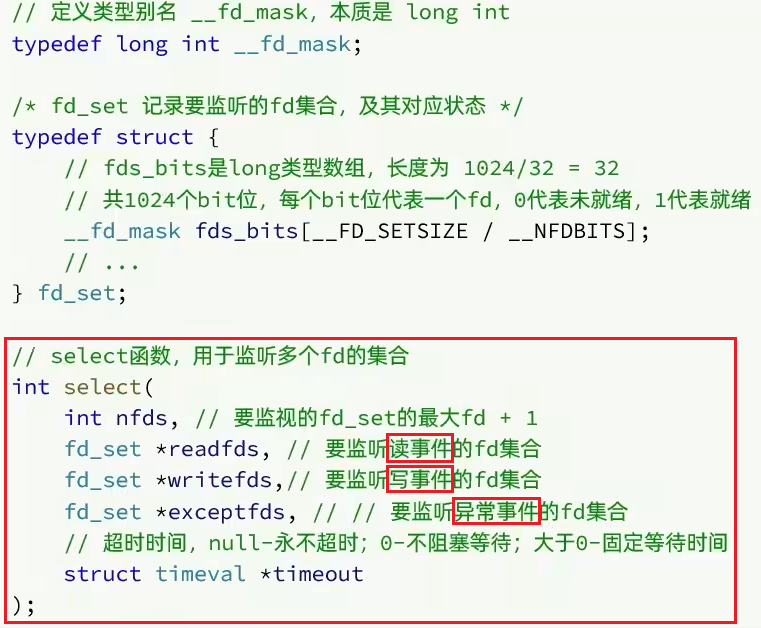 // 定义类型别名 __fd_mask，本质是 long int
typedef long int __fd_mask;
/* fd_set 记录要监听的fd集合，及其对应状态 */
typedef struct {
// fds_bits是long类型数组，长度为 1024/32 = 32
// 共1024个bit位，每个bit位代表一个fd，0代表未就绪，1代表就绪
__fd_mask fds_bits[__FD_SETSIZE / __NFDBITS];
// ...
} fd_set;
// select函数，用于监听多个fd的集合
int select(
int nfds, // 要监视的fd_set的最大fd + 1
fd_set *readfds, // 要监听读事件的fd集合
fd_set *writefds,// 要监听写事件的fd集合
fd_set *exceptfds, // // 要监听异常事件的fd集合
// 超时时间，null-永不超时；0-不阻塞等待；大于0-固定等待时间
struct timeval *timeout
);